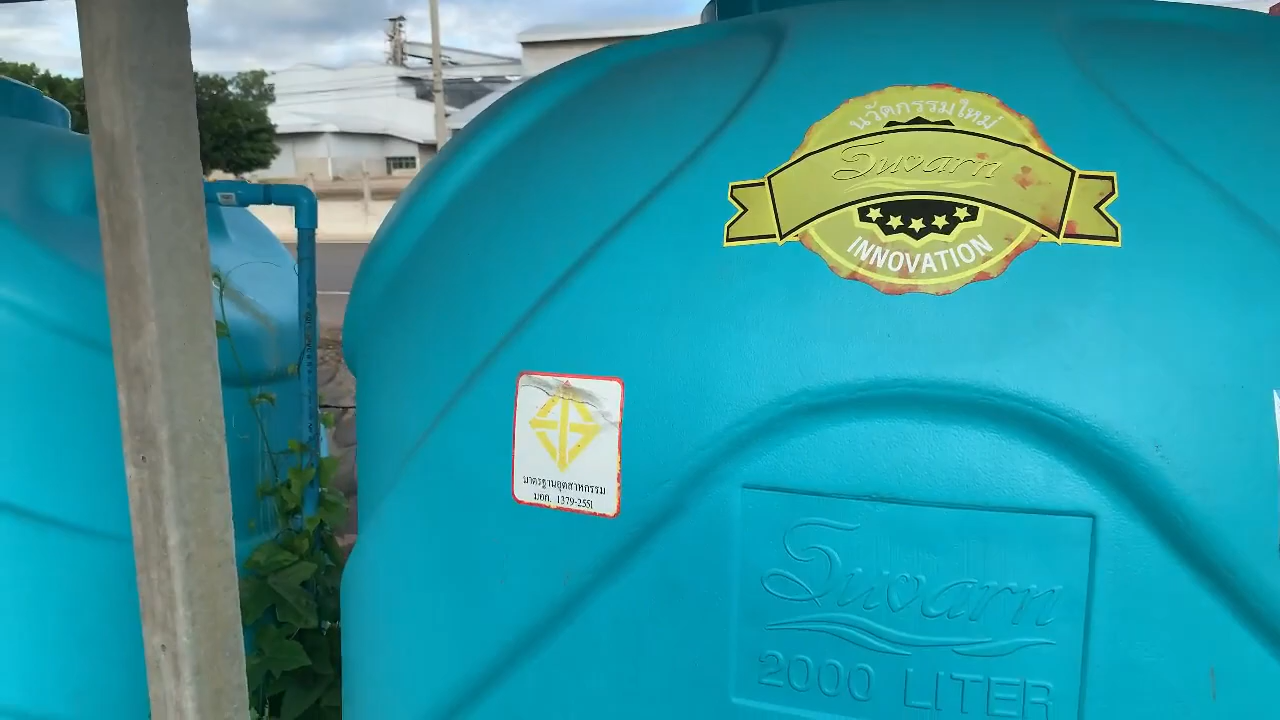 นวัตกรรมใหม่
Suvarn
INNOVATION
มาตรฐานอุตสาหกรรม
มอก. 1379-2551
Suvarn
2000 LITER